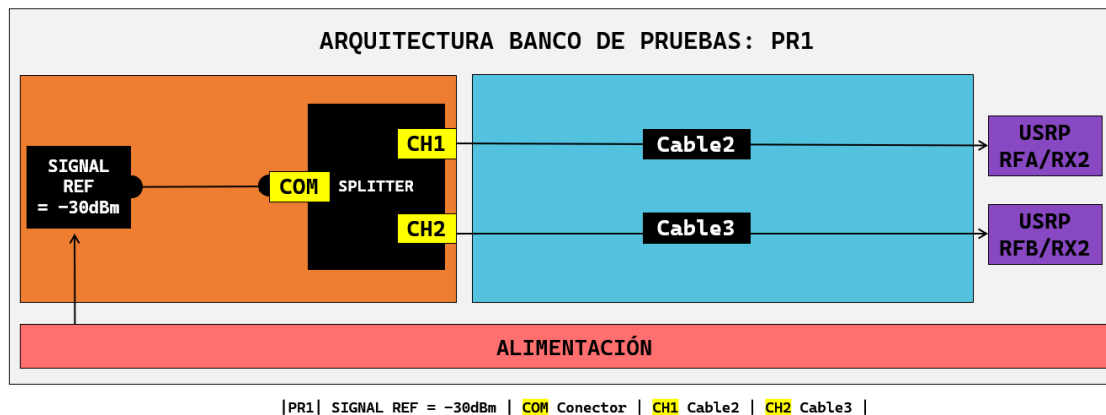 ARQUITECTURA BANCO DE PRUEBAS: PR1
SIGNAL
REF
= -30dBm
COM
SPLITTER
CH1
CH2
Cable2
Cable3
USRP
RFA/RX2
USRP
RFB/RX2
ALIMENTACIÓN
|PR1| SIGNAL REF = -30dBm | COM Conector | CH1 Cable2 | CH2 Cable3 |